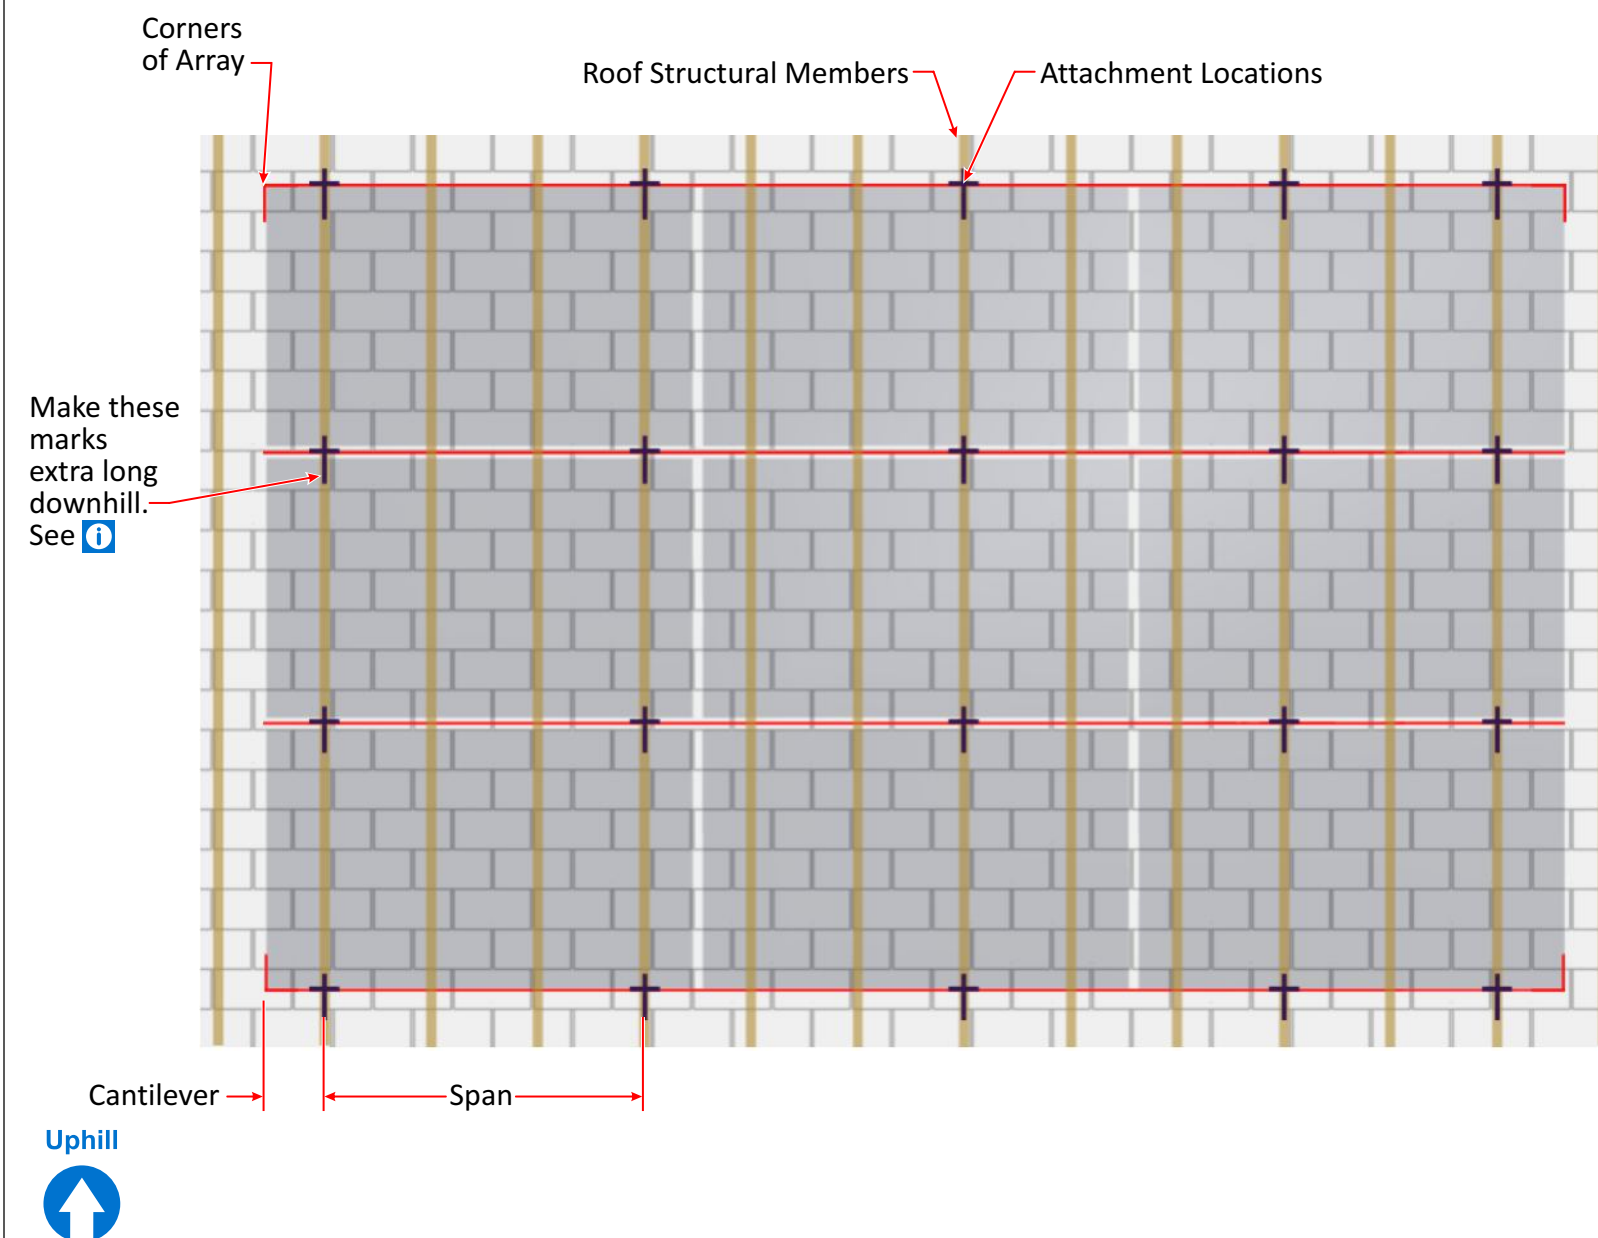 Corners
of Array
Roof Structural Members
Attachment Locations
Make these
marks
extra long
downhill.
See i
Cantilever
Span
Uphill